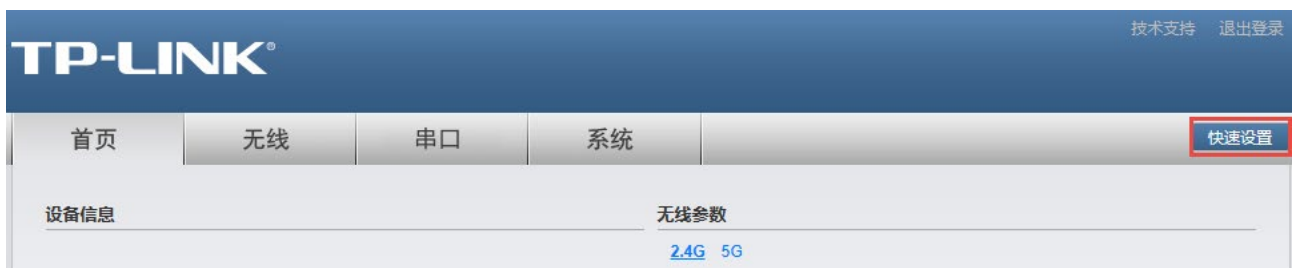 技术支持 退出登录
TP-LINK®
首页 无线 串口 系统 快速设置
设备信息 无线参数
2.4G 5G